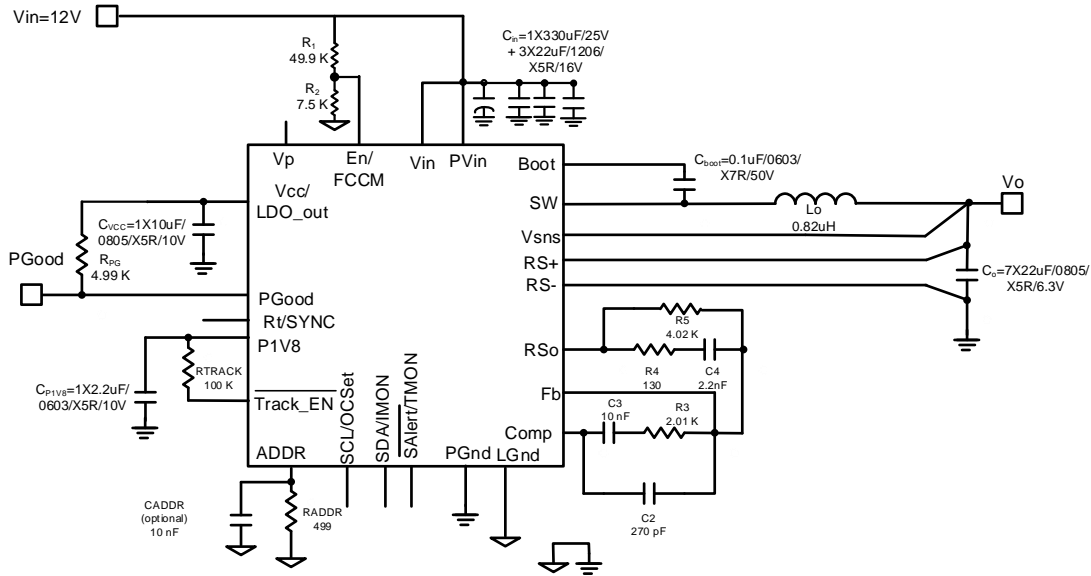 Vin=12V
R1
49.9 K
R2
7.5 K
Cin=1X330uF/25V
+ 3X22uF/1206/
X5R/16V
Vp
En/
FCCM
Vin
PVin
Boot
Cboot=0.1uF/0603/
X7R/50V
SW
Lo
0.82uH
Vo
Vcc/
LDO_out
CVCC=1X10uF/
0805/X5R/10V
RPG
4.99 K
PGood
PGood
Vsns
RS+
RS-
Co=7X22uF/0805/
X5R/6.3V
Rt/SYNC
P1V8
RTRACK
100 K
CP1V8=1X2.2uF/
0603/X5R/10V
Track_EN
RSo
R5
4.02 K
R4
130
C4
2.2nF
Fb
C3
10 nF
R3
2.01 K
Comp
C2
270 pF
ADDR
SCL/OCSet
SDA/IMON
SAlert/TMON
PGnd
LGnd
CADDR
(optional)
10 nF
RADDR
499